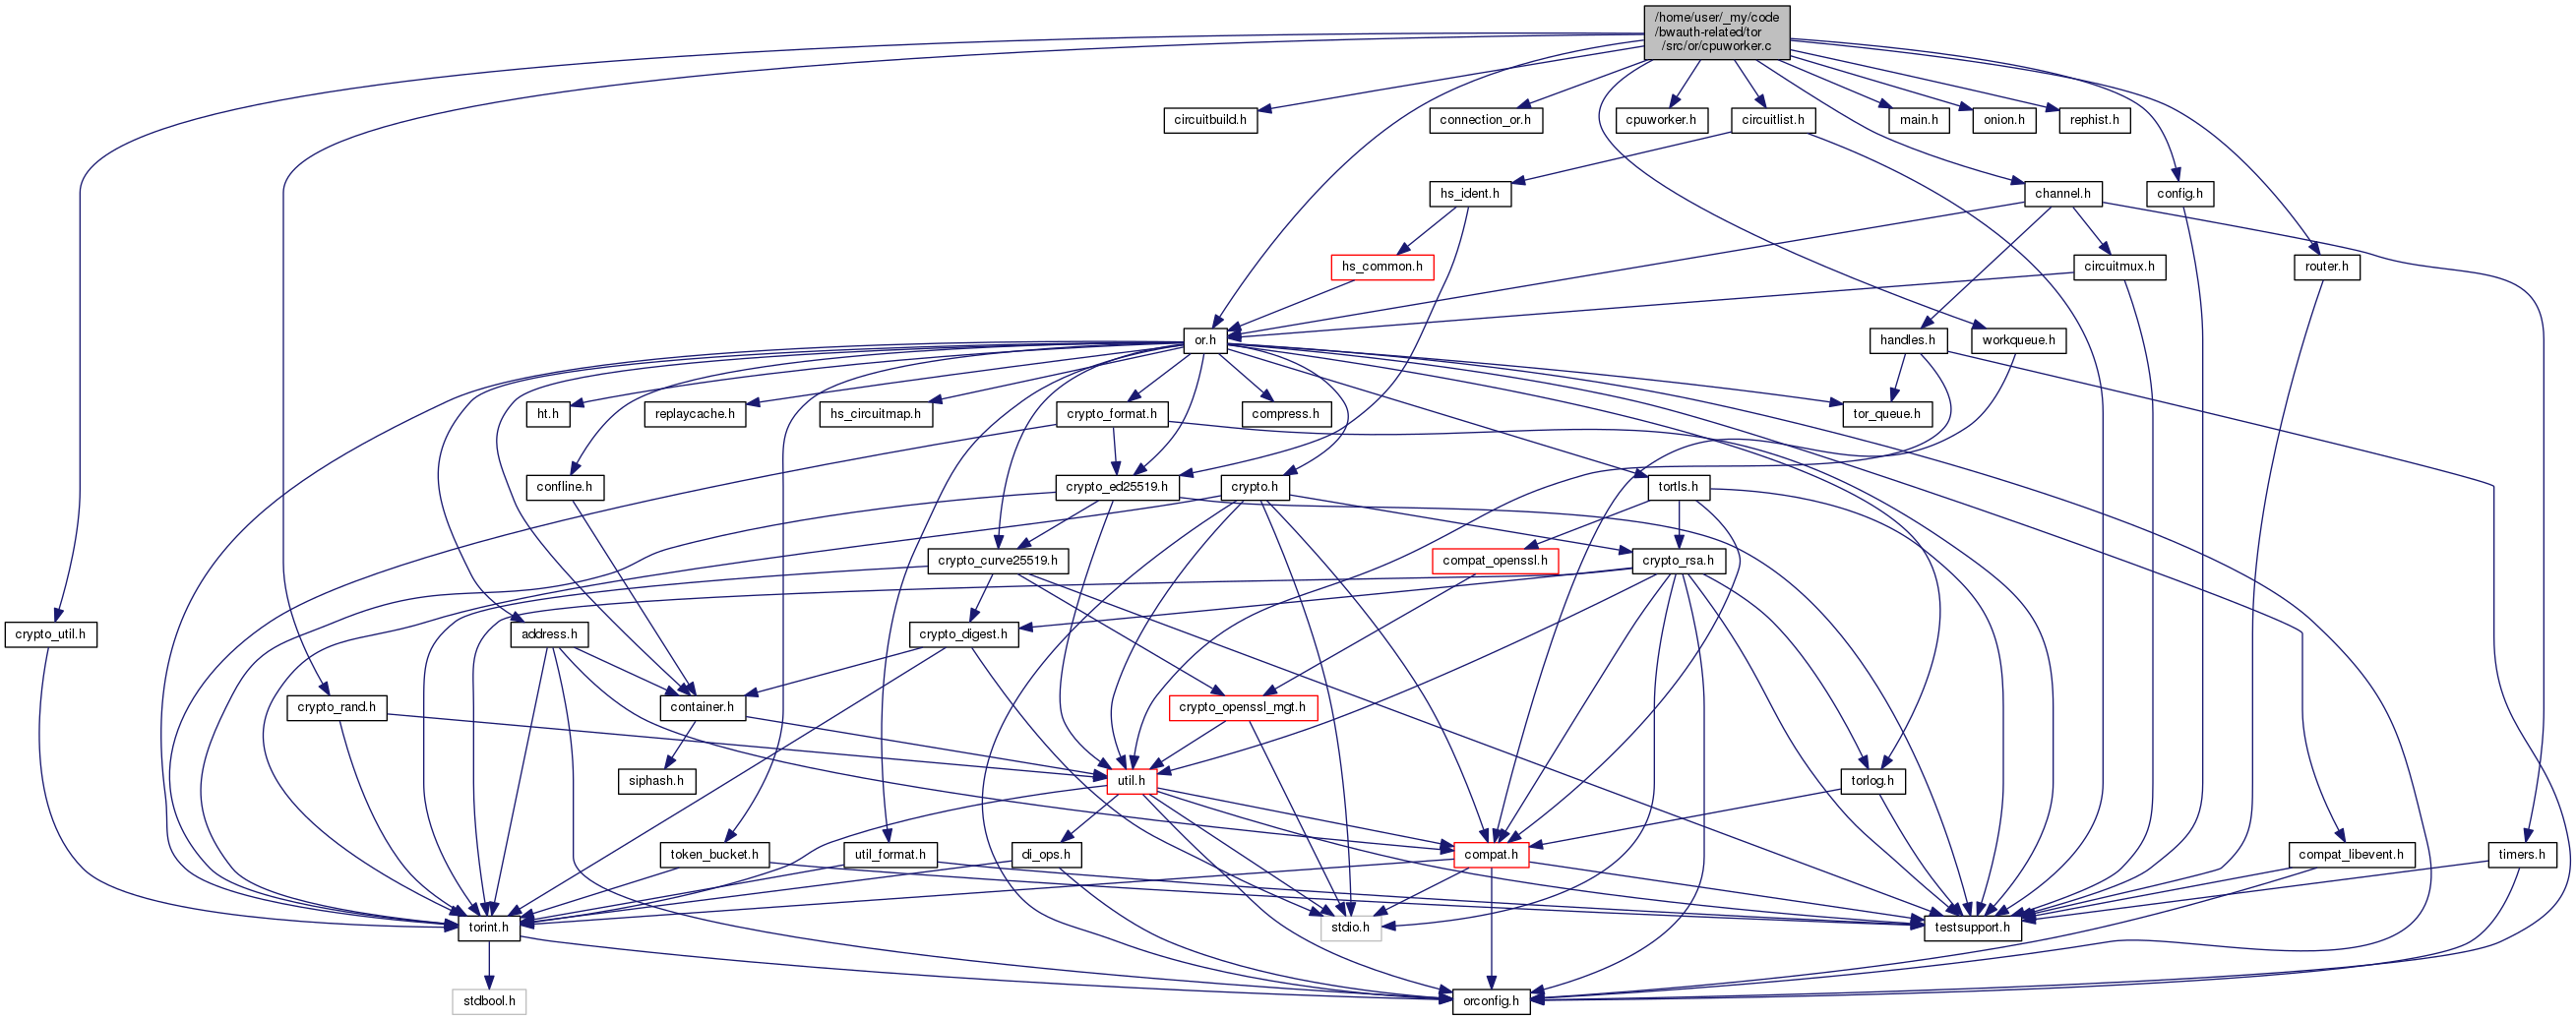 /home/user/_my/code
/bwauth-related/tor
/src/or/cpuworker.c
circuitbuild.h
connection_or.h
cpuworker.h
circuitlist.h
main.h
onion.h
rephist.h
hs_ident.h
channel.h
config.h
hs_common.h
circuitmux.h
router.h
or.h
handles.h
workqueue.h
ht.h
replaycache.h
hs_circuitmap.h
crypto_format.h
compress.h
tor_queue.h
confline.h
crypto_ed25519.h
crypto.h
tortls.h
crypto_curve25519.h
compat_openssl.h
crypto_rsa.h
crypto_util.h
address.h
crypto_digest.h
crypto_rand.h
container.h
crypto_openssl_mgt.h
siphash.h
util.h
torlog.h
token_bucket.h
util_format.h
di_ops.h
compat.h
compat_libevent.h
timers.h
torint.h
stdio.h
testsupport.h
stdbool.h
orconfig.h